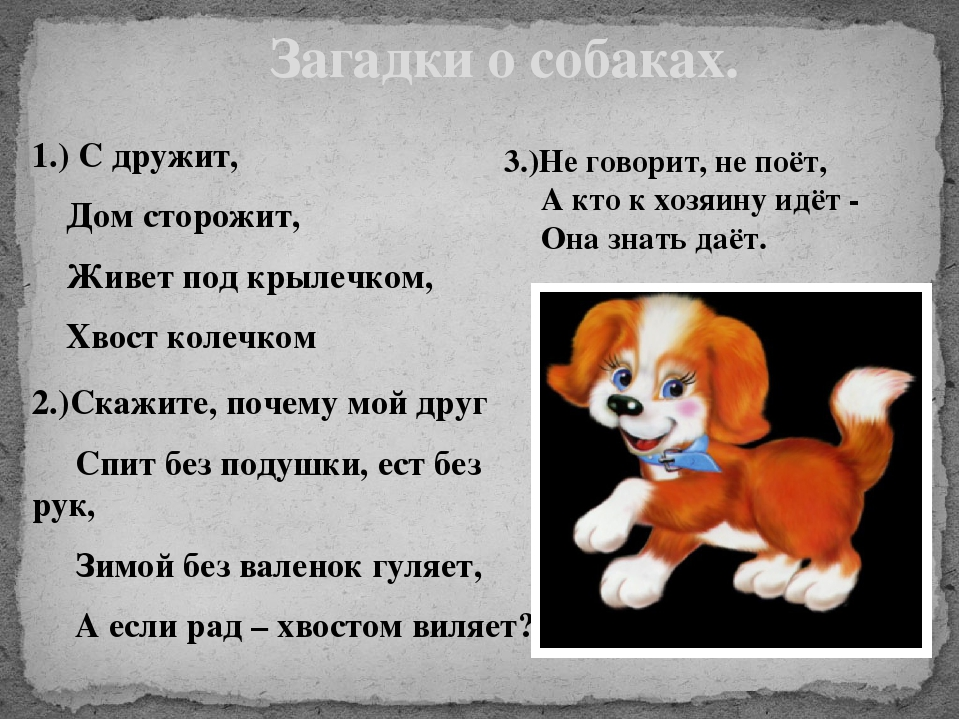 Загадки о собаках.
1.) С дружит,
Дом сторожит,
Живет под крылечком,
Хвост колечком
2.)Скажите, почему мой друг
Спит без подушки, ест без
рук,
Зимой без валенок гуляет,
А если рад – хвостом виляет?
3.)Не говорит, не поёт,
А кто к хозяину идёт -
Она знать даёт.